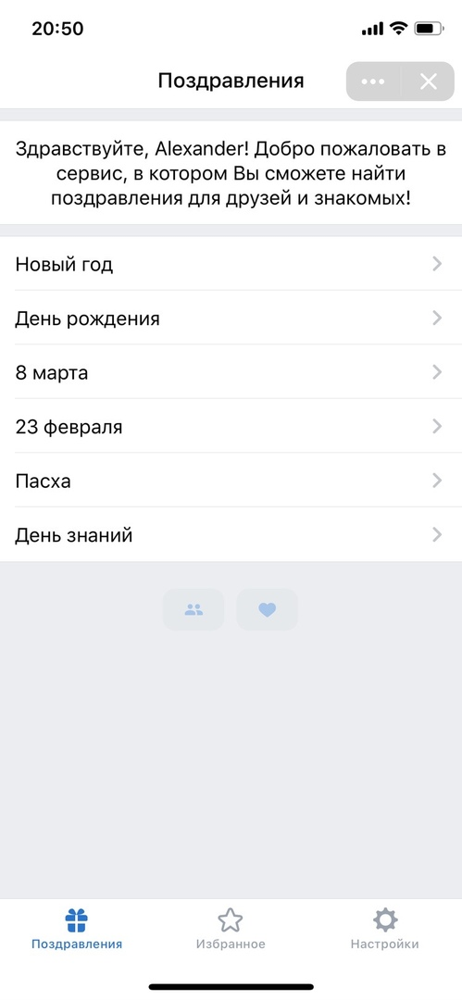 20:50
Поздравления
Здравствуйте, Alexander! Добро пожаловать в
сервис, в котором Вы сможете найти
поздравления для друзей и знакомых!
Новый год
День рождения
8 марта
23 февраля
Пасха
День знаний
Поздравления
Избранное
Настройки